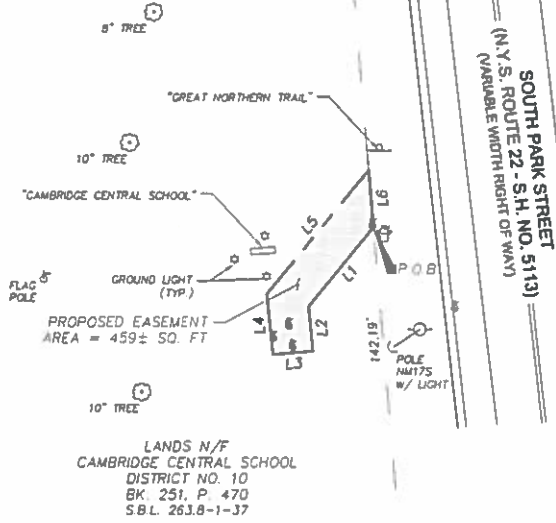 8" TREE
"GREAT NORTHERN TRAIL"
SOUTH PARK STREET
(N.Y.S. ROUTE 22 - S.H. NO. 5113)
(VARIABLE WIDTH RIGHT OF WAY)
10" TREE
"CAMBRIDGE CENTRAL SCHOOL"
L6
L5
FLAG
POLE
GROUND LIGHT
(TYP.)
L1
P.O.B
PROPOSED EASEMENT
AREA = 459± SQ. FT
L4
L2
L3
142.19'
POLE
NM17S
W/ LIGHT
10" TREE
LANDS N/F
CAMBRIDGE CENTRAL SCHOOL
DISTRICT NO. 10
BK. 251, P. 470
S.B.L. 263.8-1-37